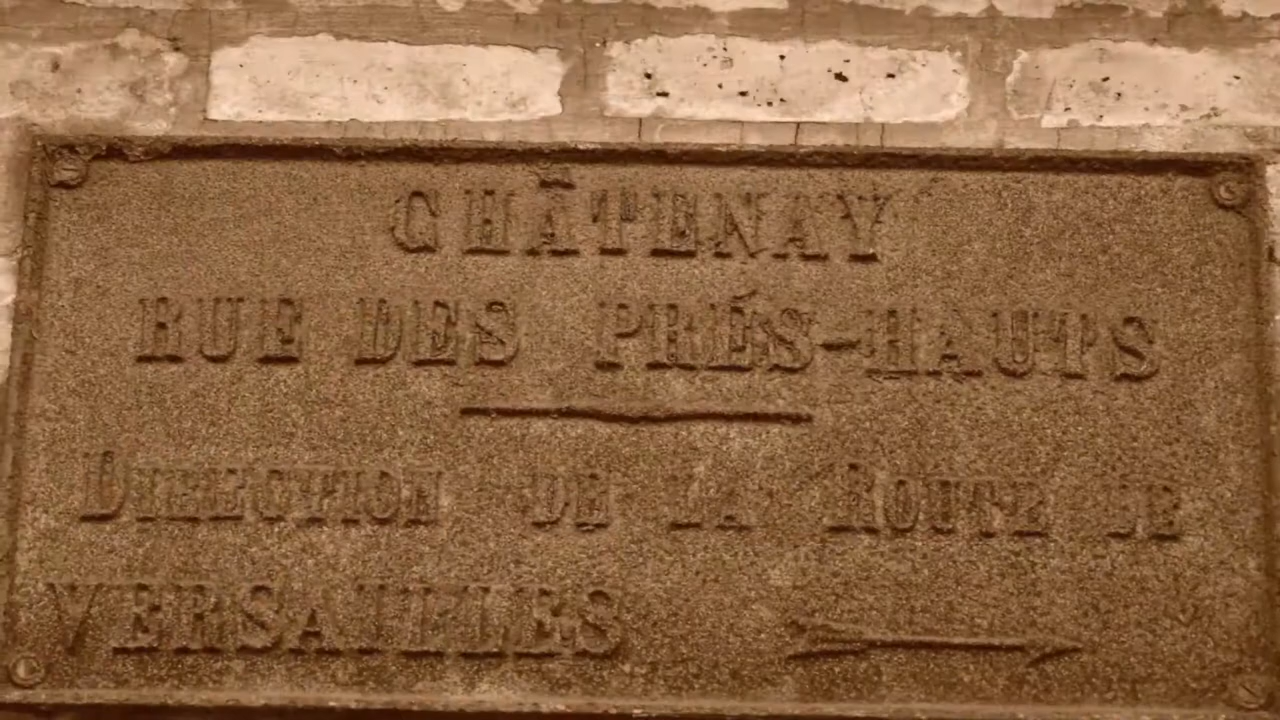 CHÂTENAY
RUE DES PRÉS-HAUTS
DIRECTION DE LA ROUTE DE
VERSAILLES